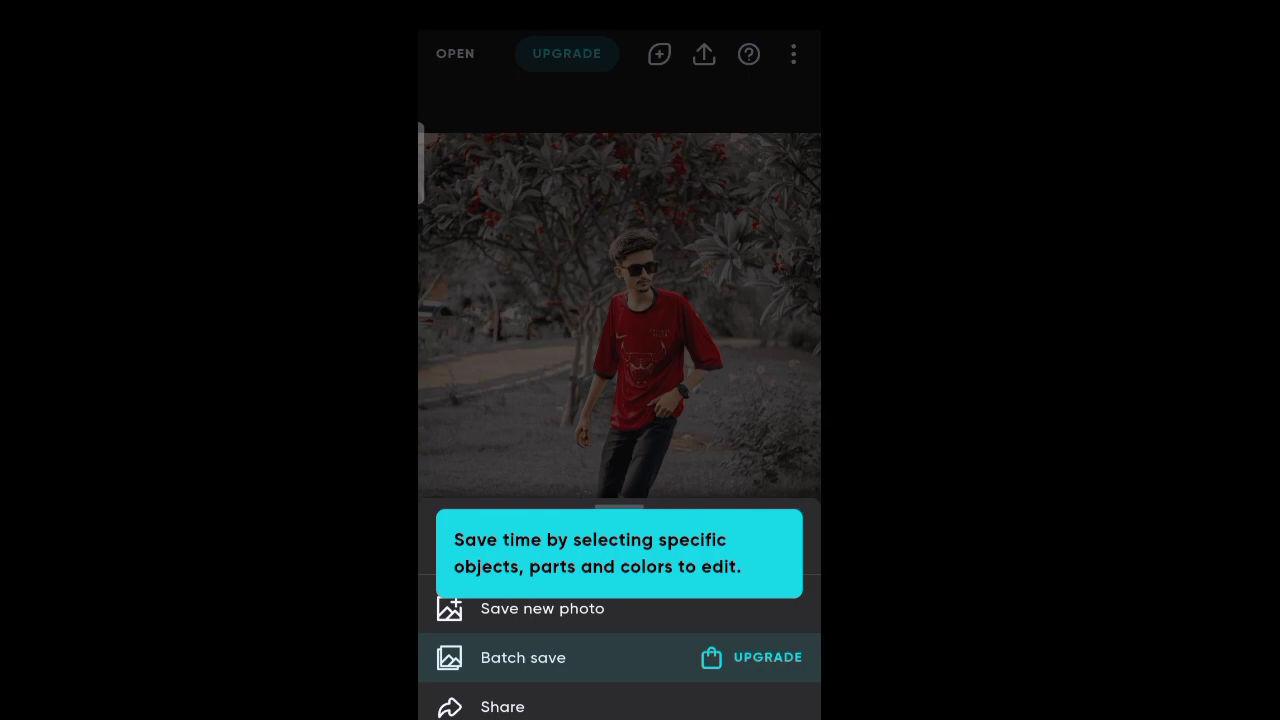 OPEN
UPGRADE
Save time by selecting specific
objects, parts and colors to edit.
Save new photo
Batch save
UPGRADE
Share